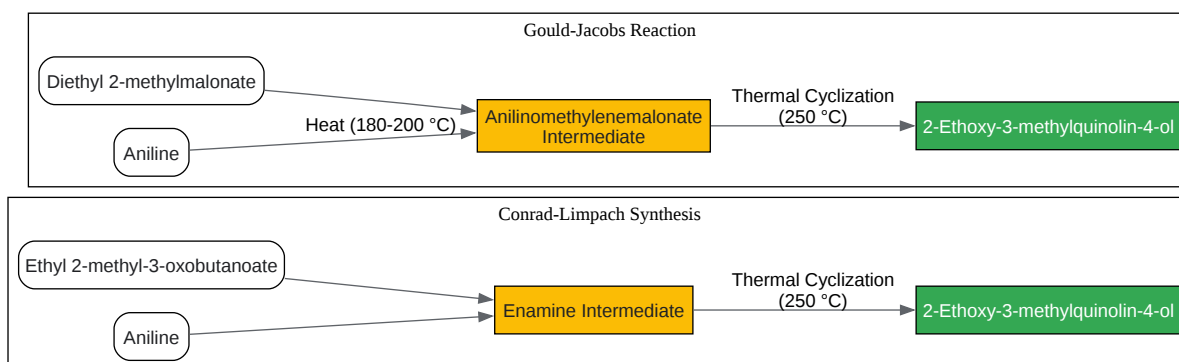 Gould-Jacobs Reaction
Diethyl 2-methylmalonate
Aniline
Heat (180-200 °C)
Anilinomethylenemalonate
Intermediate
Thermal Cyclization
(250 °C)
2-Ethoxy-3-methylquinolin-4-ol
Conrad-Limpach Synthesis
Ethyl 2-methyl-3-oxobutanoate
Aniline
Enamine Intermediate
Thermal Cyclization
(250 °C)
2-Ethoxy-3-methylquinolin-4-ol